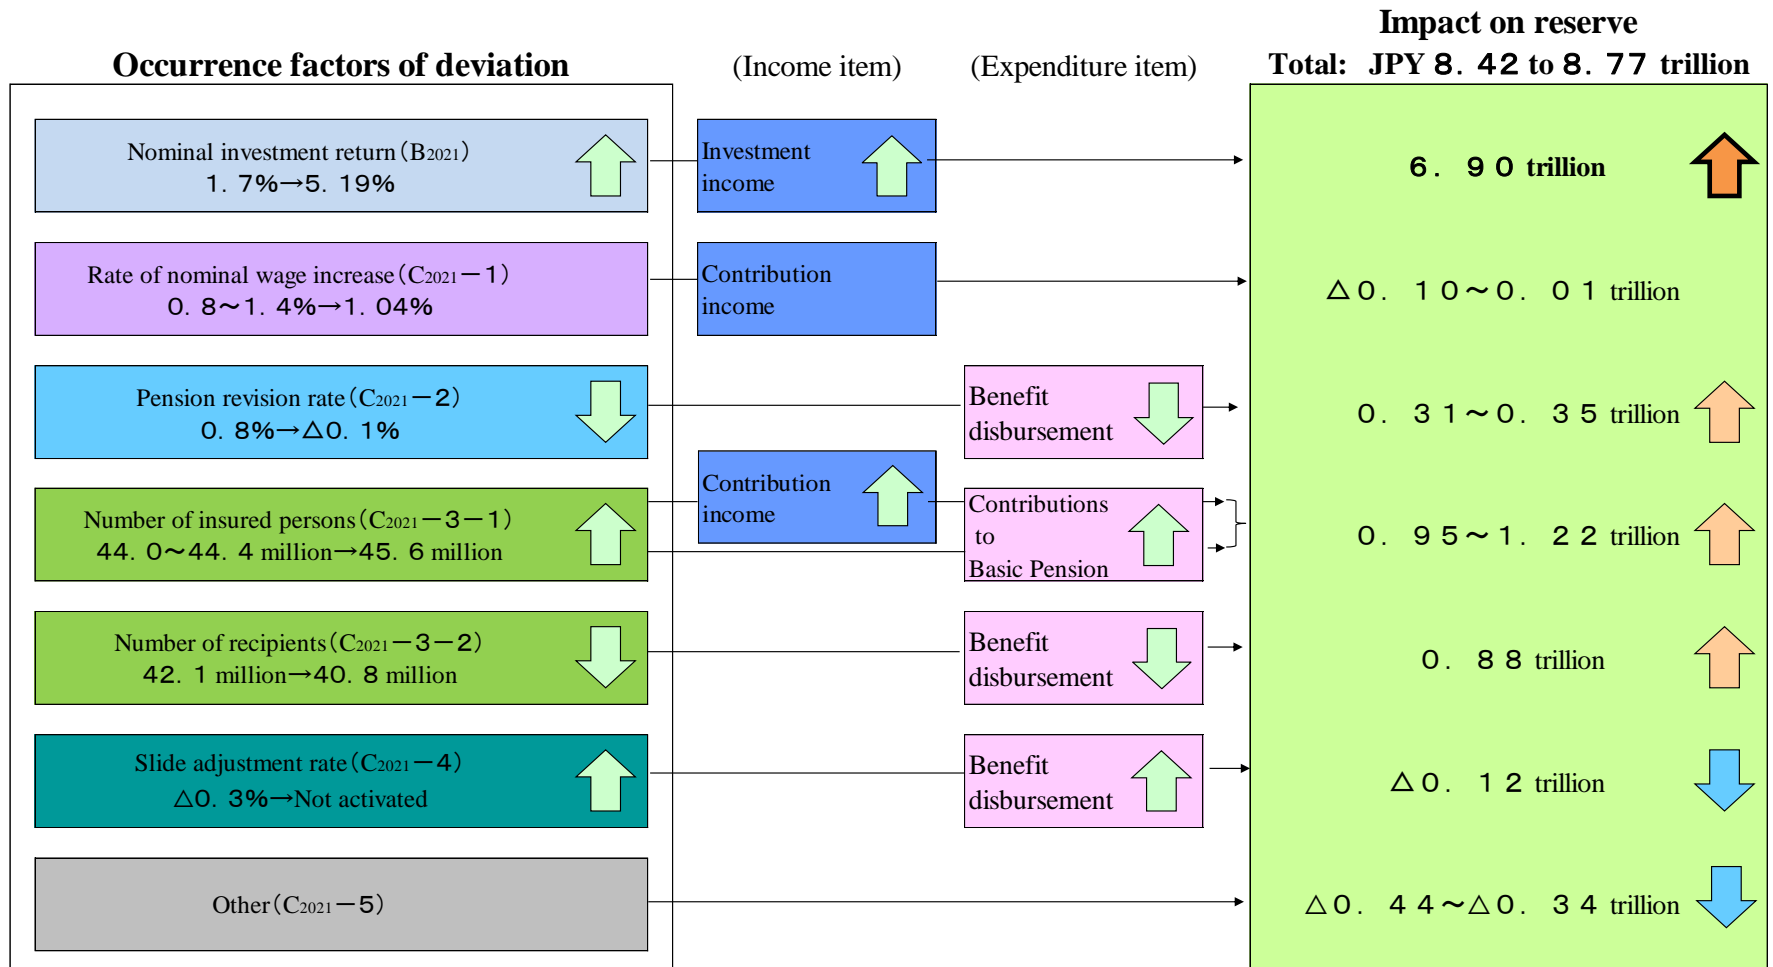 Impact on reserve
Occurrence factors of deviation
(Income item)
(Expenditure item)
Total: JPY 8．42 to 8．77 trillion
Nominal investment return（B2021）
1．7%→5．19%
Investment
income
6．90 trillion
Rate of nominal wage increase（C2021－1）
0．8～1．4%→1．04%
Contribution
income
△0．10～0．01 trillion
Pension revision rate（C2021－2）
0．8%→△0．1%
Benefit
disbursement
0．31～0．35 trillion
Number of insured persons（C2021－3－1）
44．0～44．4 million→45．6 million
Contribution
income
Contributions
to
Basic Pension
0．95～1．22 trillion
Number of recipients（C2021－3－2）
42．1 million→40．8 million
Benefit
disbursement
0．88 trillion
Slide adjustment rate（C2021－4）
△0．3%→Not activated
Benefit
disbursement
△0．12 trillion
Other（C2021－5）
△0．44～△0．34 trillion